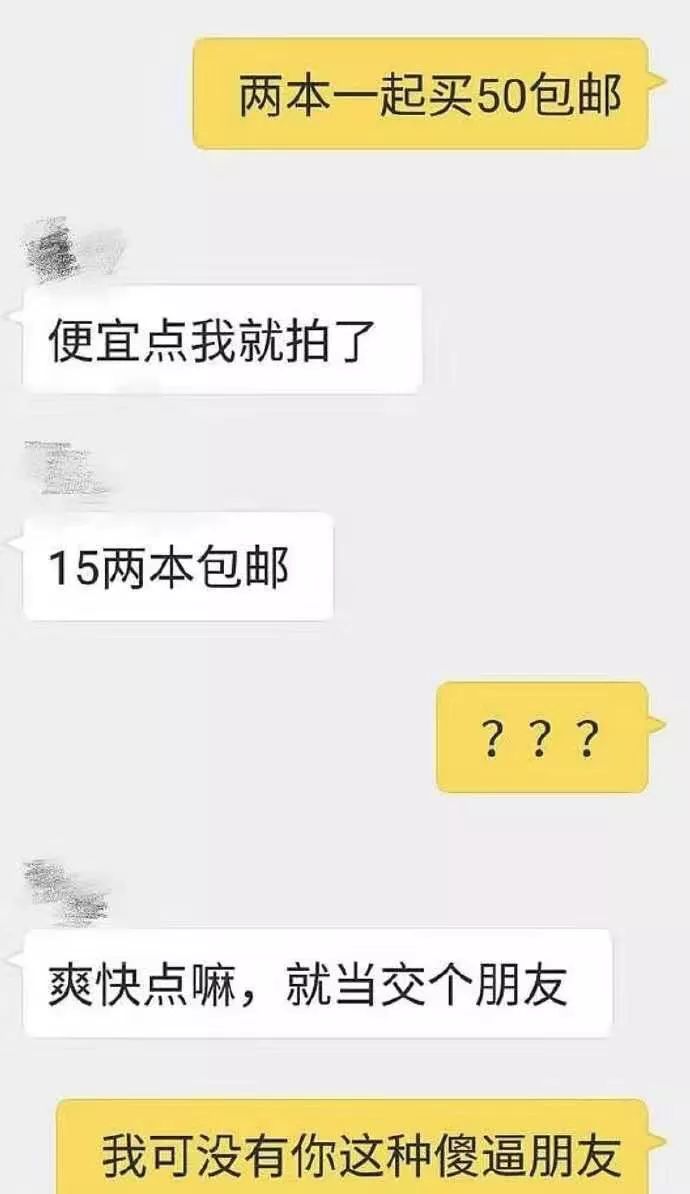 两本一起买50包邮
便宜点我就拍了
15两本包邮
？？？
爽快点嘛，就当交个朋友
我可没有你这种傻逼朋友